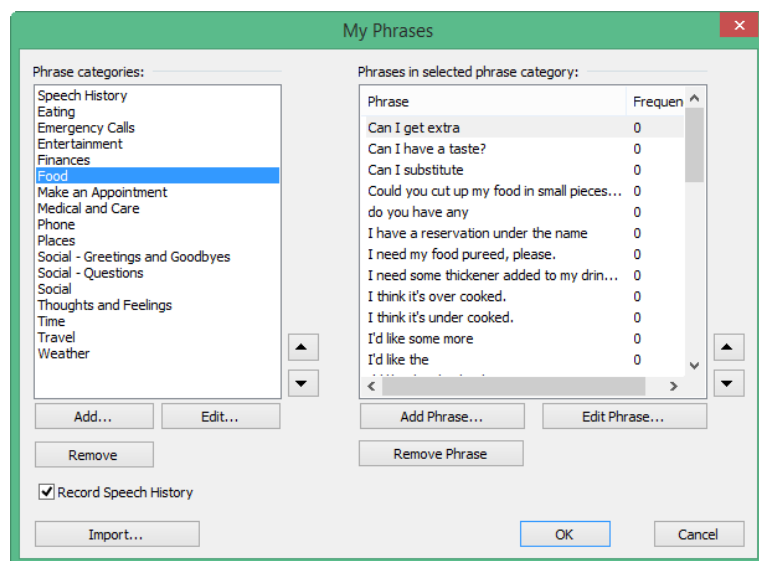 My Phrases
Phrase categories:
Speech History
Eating
Emergency Calls
Entertainment
Finances
Food
Make an Appointment
Medical and Care
Phone
Places
Social - Greetings and Goodbyes
Social - Questions
Social
Thoughts and Feelings
Time
Travel
Weather
Add...
Edit...
Remove
Record Speech History
Import...
Phrases in selected phrase category:
Phrase Frequen
Can I get extra 0
Can I have a taste? 0
Can I substitute 0
Could you cut up my food in small pieces... 0
do you have any 0
I have a reservation under the name 0
I need my food pureed, please. 0
I need some thickener added to my drin... 0
I think it's over cooked. 0
I think it's under cooked. 0
I'd like some more 0
I'd like the 0
Add Phrase...
Edit Phrase...
Remove Phrase
OK
Cancel